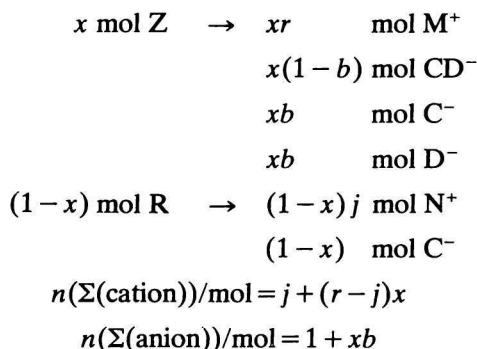 x mol Z → xr mol M⁺
x(1 − b) mol CD⁻
xb mol C⁻
xb mol D⁻
(1 − x) mol R → (1 − x) j mol N⁺
(1 − x) mol C⁻
n(Σ(cation))/mol = j + (r − j)x
n(Σ(anion))/mol = 1 + xb